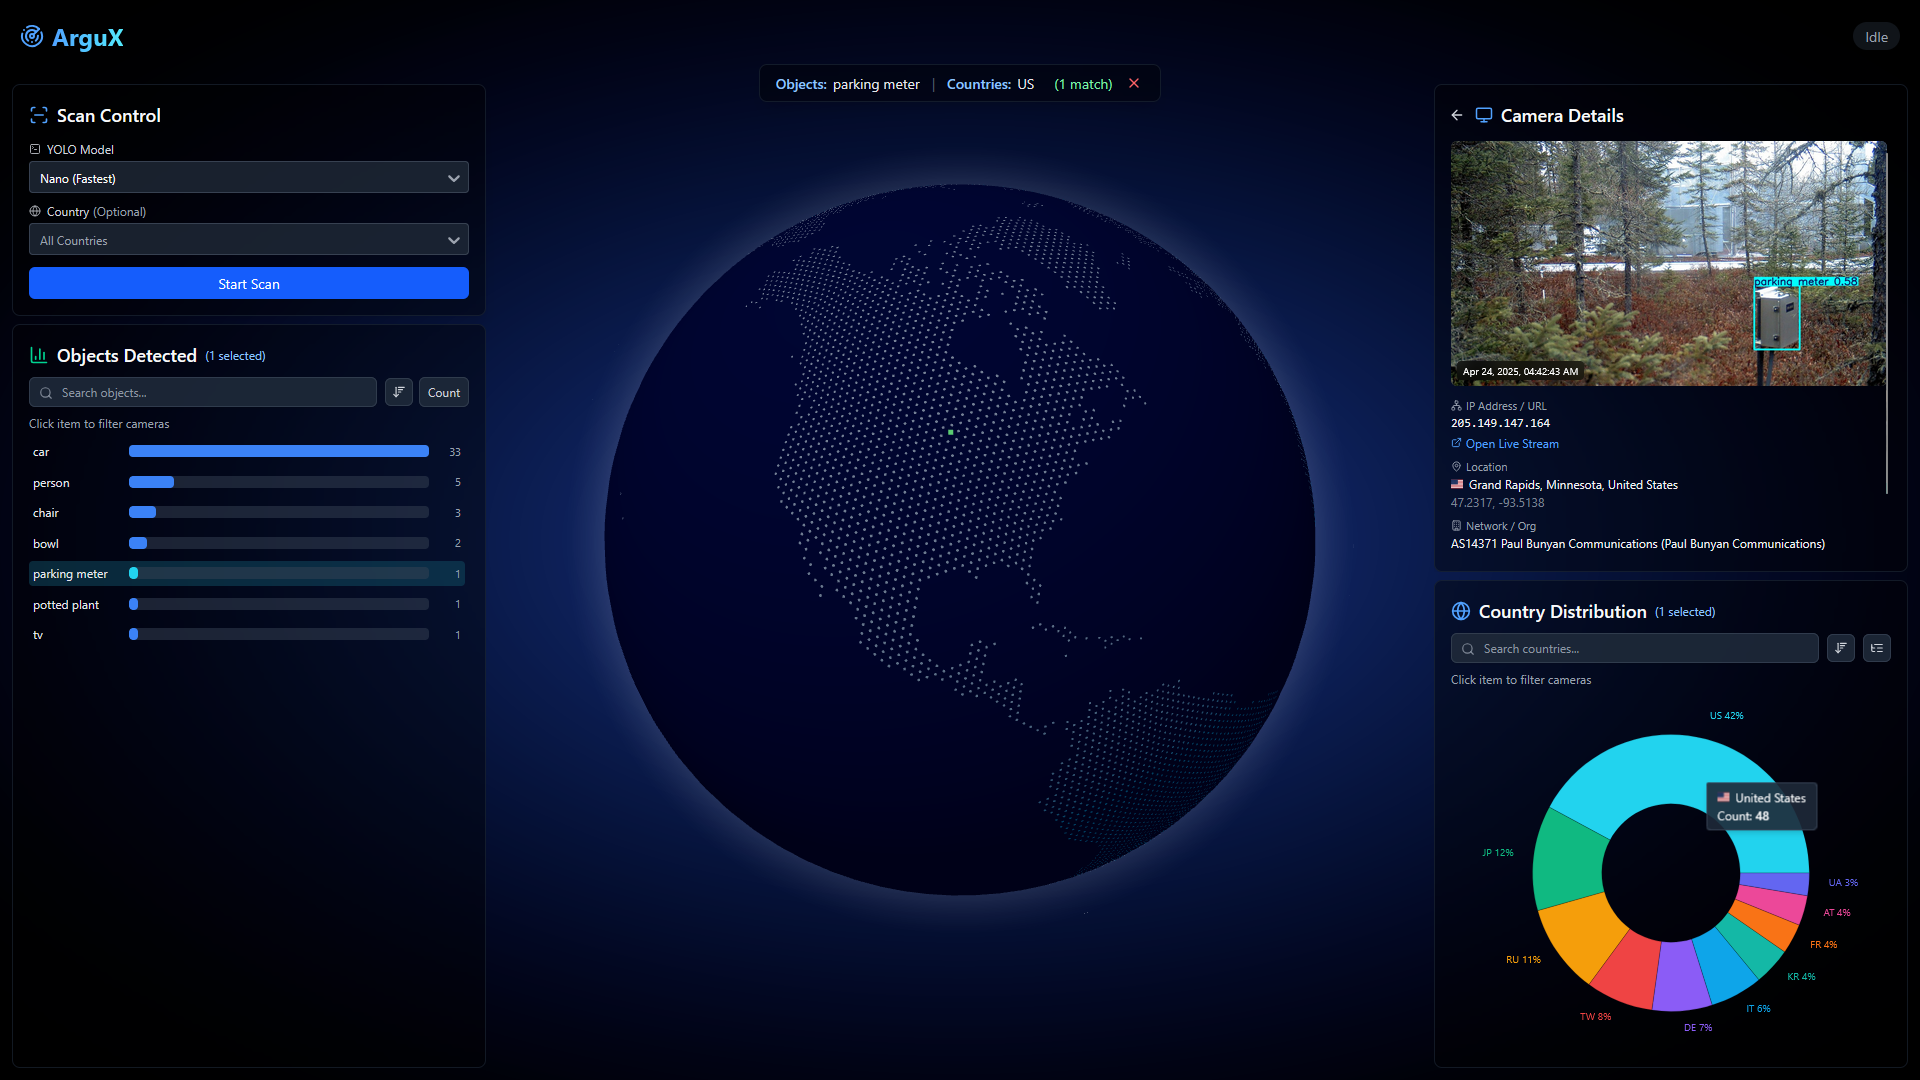 ArguX
Idle
Objects: parking meter | Countries: US (1 match)
Scan Control
YOLO Model
Nano (Fastest)
Country (Optional)
All Countries
Start Scan
Objects Detected (1 selected)
Search objects...
Count
Click item to filter cameras
car 33
person 5
chair 3
bowl 2
parking meter 1
potted plant 1
tv 1
Camera Details
parking meter 0.58
Apr 24, 2025, 04:42:43 AM
IP Address / URL
205.149.147.164
Open Live Stream
Location
Grand Rapids, Minnesota, United States
47.2317, -93.5138
Network / Org
AS14371 Paul Bunyan Communications (Paul Bunyan Communications)
Country Distribution (1 selected)
Search countries...
Click item to filter cameras
US 42%
United States
Count: 48
JP 12%
UA 3%
AT 4%
FR 4%
RU 11%
KR 4%
IT 6%
TW 8%
DE 7%